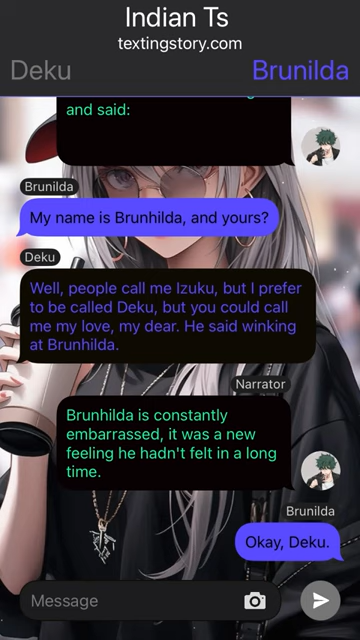 Indian Ts
textingstory.com
Deku
Brunilda
and said:
Brunilda
My name is Brunhilda, and yours?
Deku
Well, people call me Izuku, but I prefer
to be called Deku, but you could call
me my love, my dear. He said winking
at Brunhilda.
Narrator
Brunhilda is constantly
embarrassed, it was a new
feeling he hadn't felt in a long
time.
Brunilda
Okay, Deku.
Message